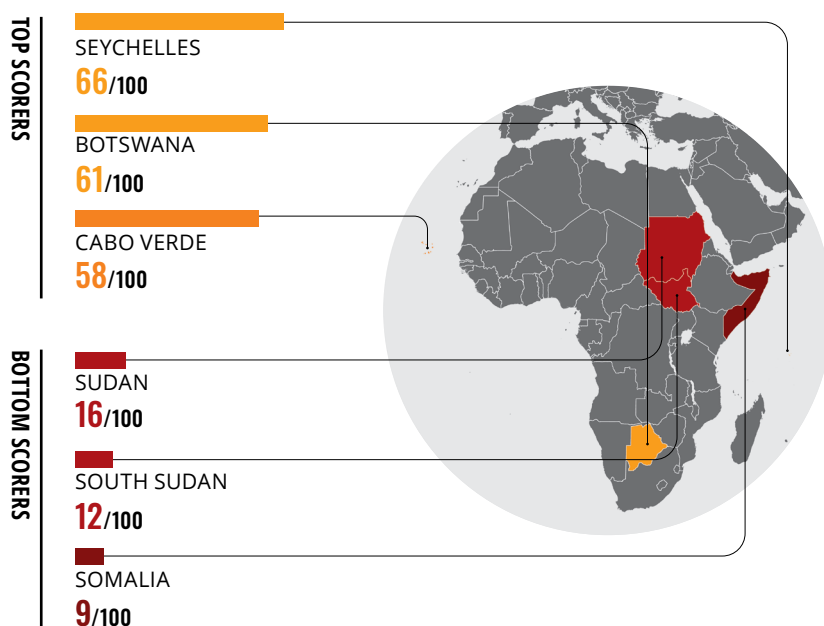 TOP SCORERS
SEYCHELLES
66/100
BOTSWANA
61/100
CABO VERDE
58/100
BOTTOM SCORERS
SUDAN
16/100
SOUTH SUDAN
12/100
SOMALIA
9/100